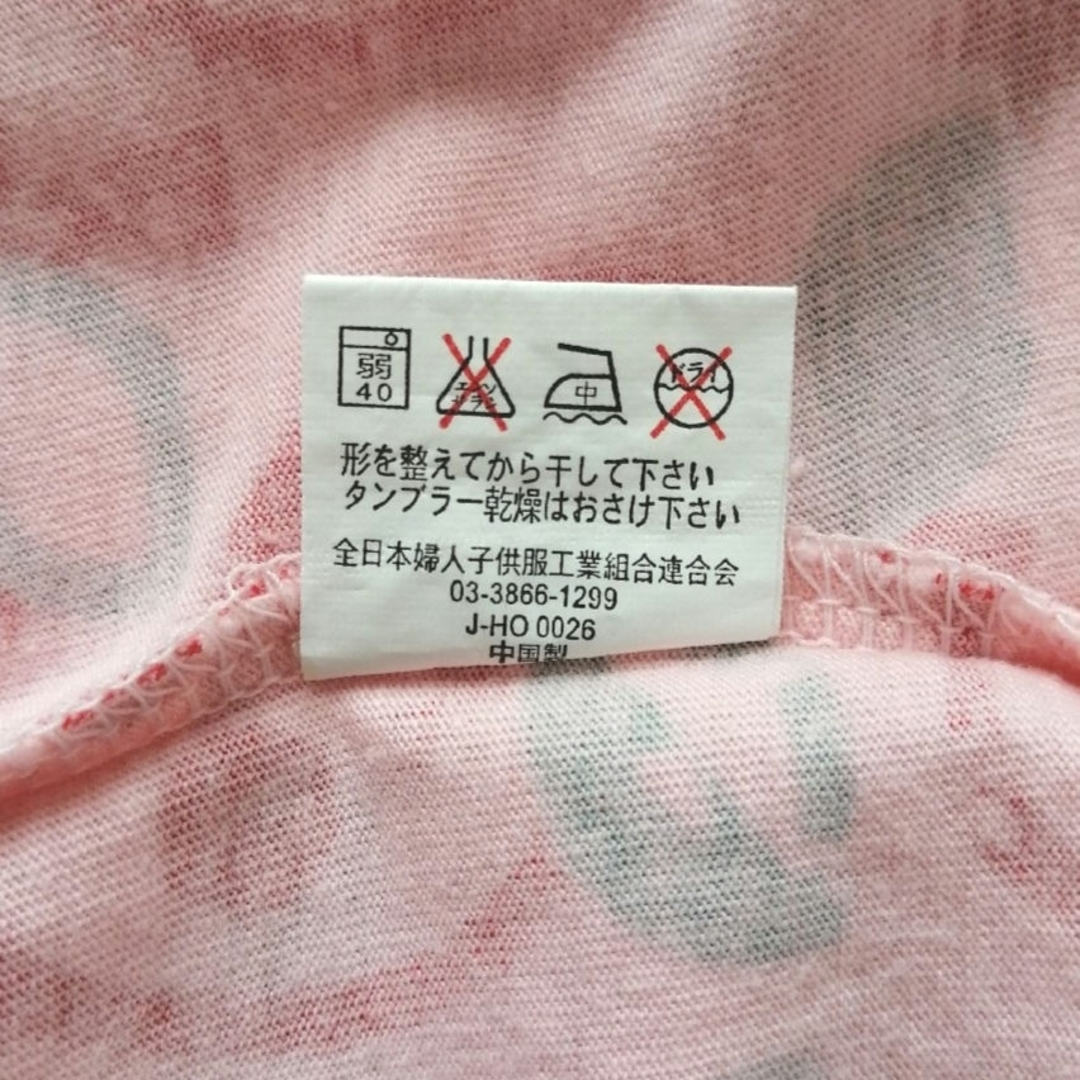 弱 中 ドライ
40 エンソサラシ
形を整えてから干して下さい
タンブラー乾燥はおさけ下さい
全日本婦人子供服工業組合連合会
03-3866-1299
J-HO 0026
中国製